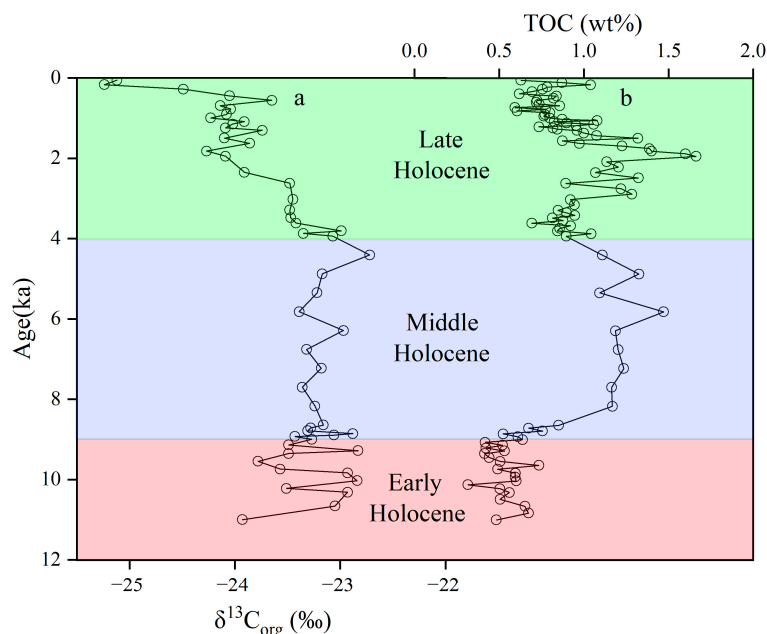 TOC (wt%)
0.0 0.5 1.0 1.5 2.0
0
a b
Late
Holocene
2
4
Age(ka)
6
Middle
Holocene
8
10
Early
Holocene
12
−25 −24 −23 −22
δ¹³Corg (‰)